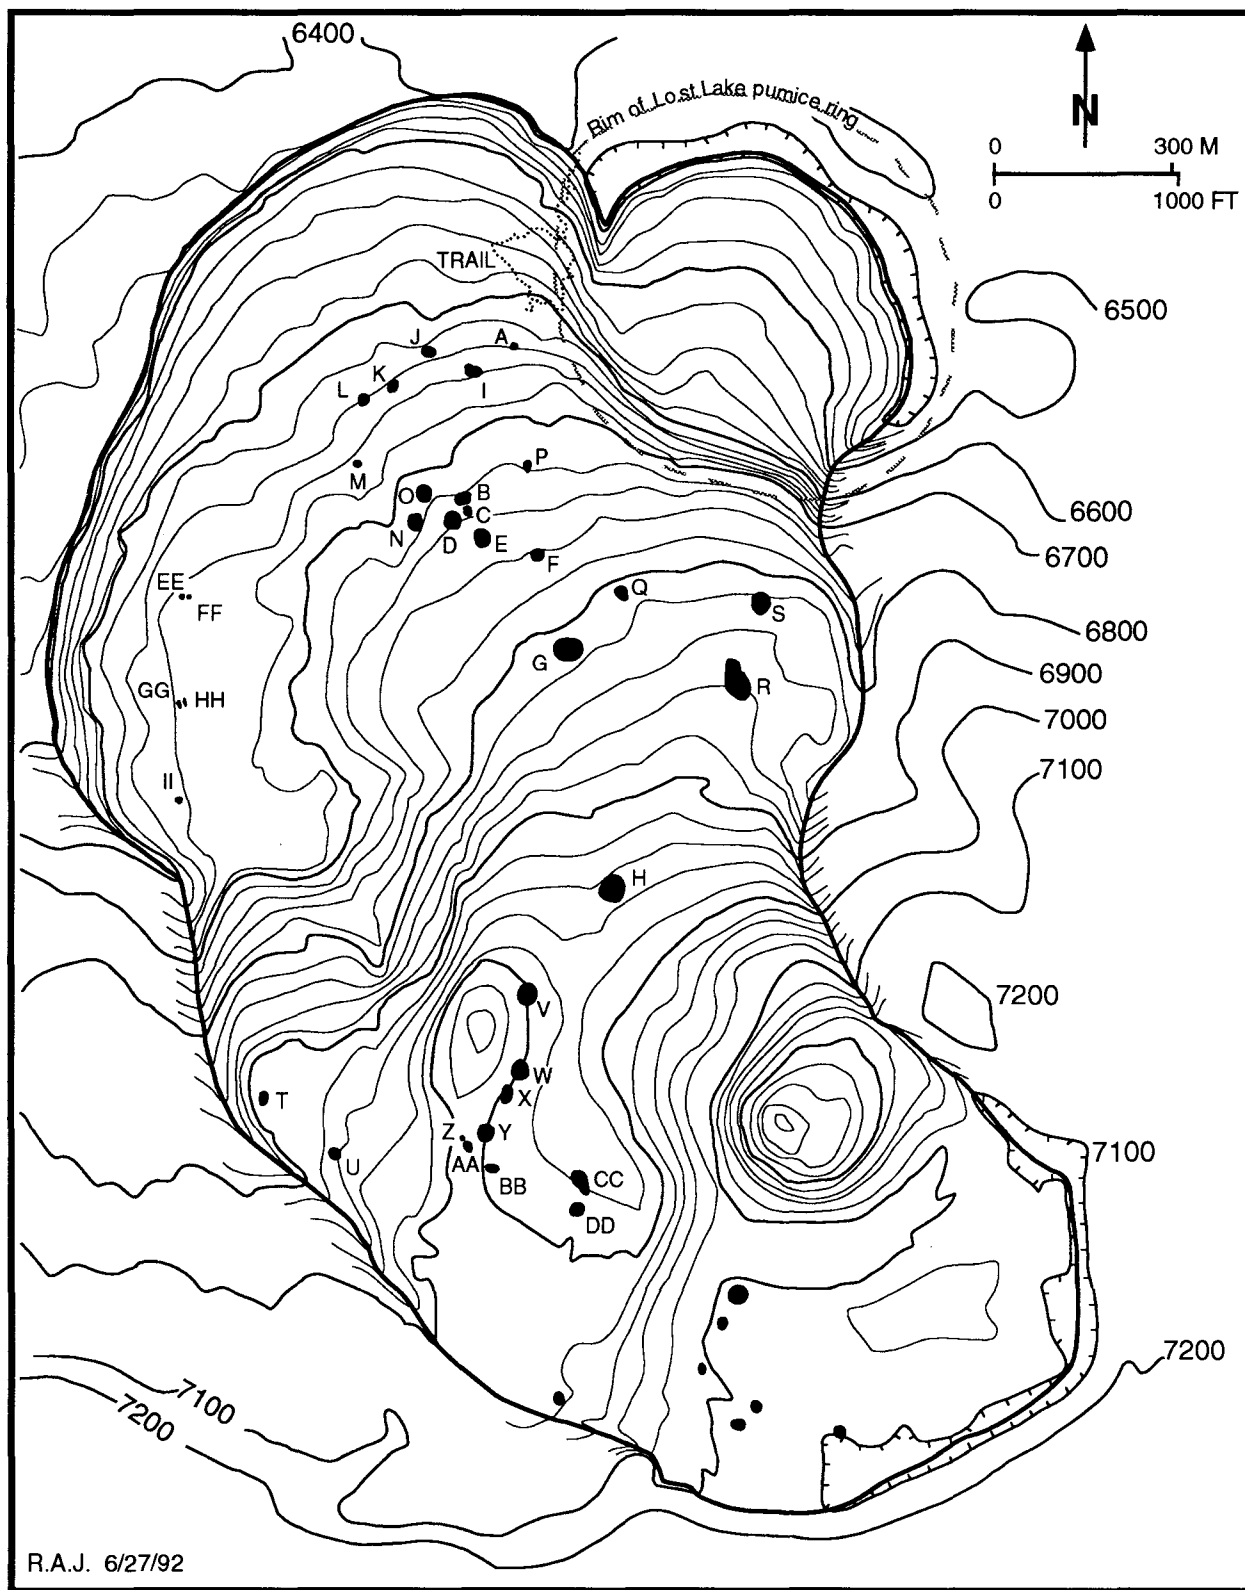 6400
Rim of Lost Lake pumice ring
N
0 300 M
0 1000 FT
TRAIL
6500
J
A
K
I
L
M
P
O
B
C
N
D
E
F
6600
6700
EE
FF
Q
S
6800
G
R
6900
GG
HH
7000
7100
II
H
7200
V
W
X
T
Z
Y
U
AA
BB
CC
DD
7100
7200
7100
7200
R.A.J. 6/27/92